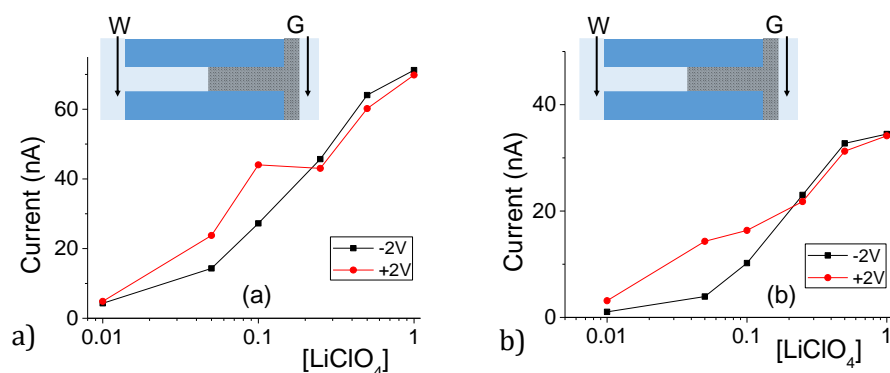 W G
Current (nA)
60
40
20
0
0.01 0.1 1
[LiClO₄]
-2V
+2V
(a)
a)
W G
Current (nA)
40
20
0
0.01 0.1 1
[LiClO₄]
-2V
+2V
(b)
b)